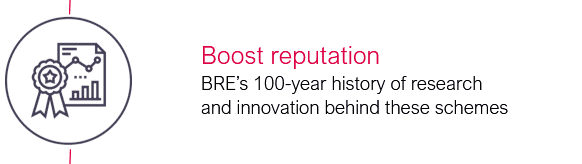 Boost reputation
BRE’s 100-year history of research
and innovation behind these schemes